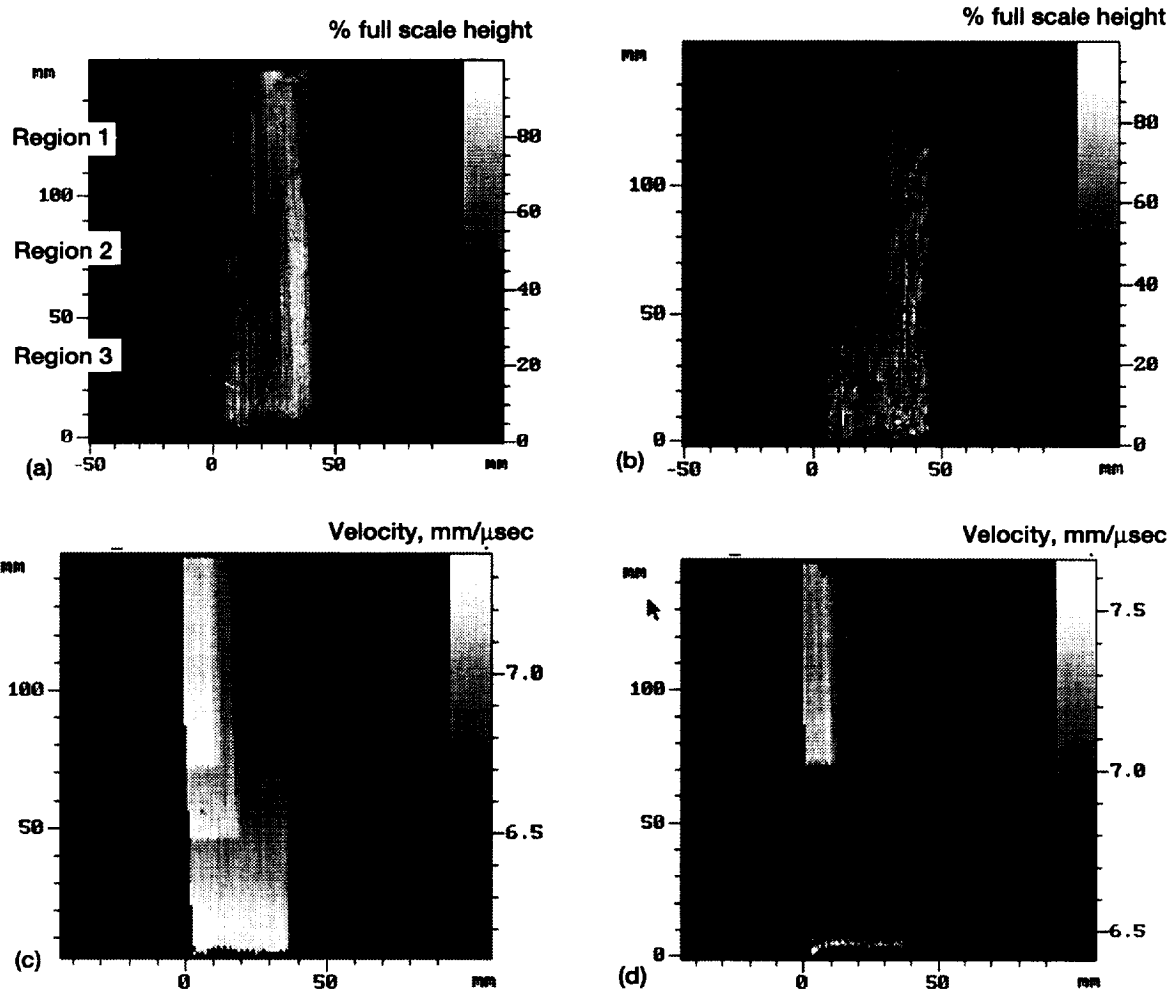 % full scale height
mm
Region 1
100
Region 2
50
Region 3
0
-50
0
50
mm
80
60
40
20
0
(a)
% full scale height
mm
100
50
0
-50
0
50
mm
80
60
40
20
0
(b)
Velocity, mm/μsec
mm
100
50
0
50
mm
7.0
6.5
(c)
Velocity, mm/μsec
mm
100
50
0
0
50
mm
7.5
7.0
6.5
(d)